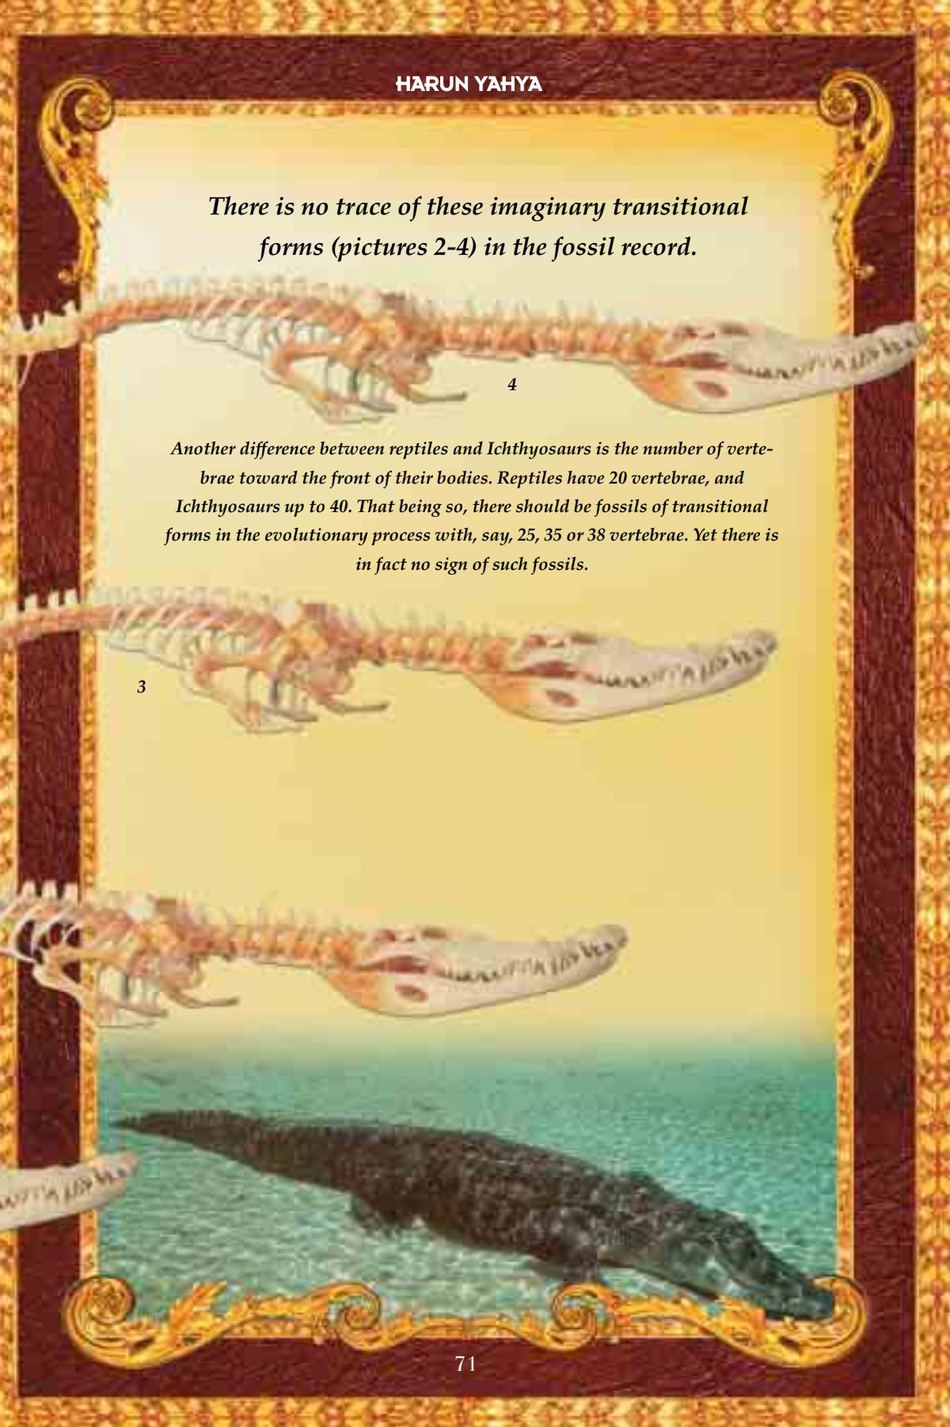 HARUN YAHYA
There is no trace of these imaginary transitional
forms (pictures 2-4) in the fossil record.
4
Another difference between reptiles and Ichthyosaurs is the number of verte-
brae toward the front of their bodies. Reptiles have 20 vertebrae, and
Ichthyosaurs up to 40. That being so, there should be fossils of transitional
forms in the evolutionary process with, say, 25, 35 or 38 vertebrae. Yet there is
in fact no sign of such fossils.
3
71